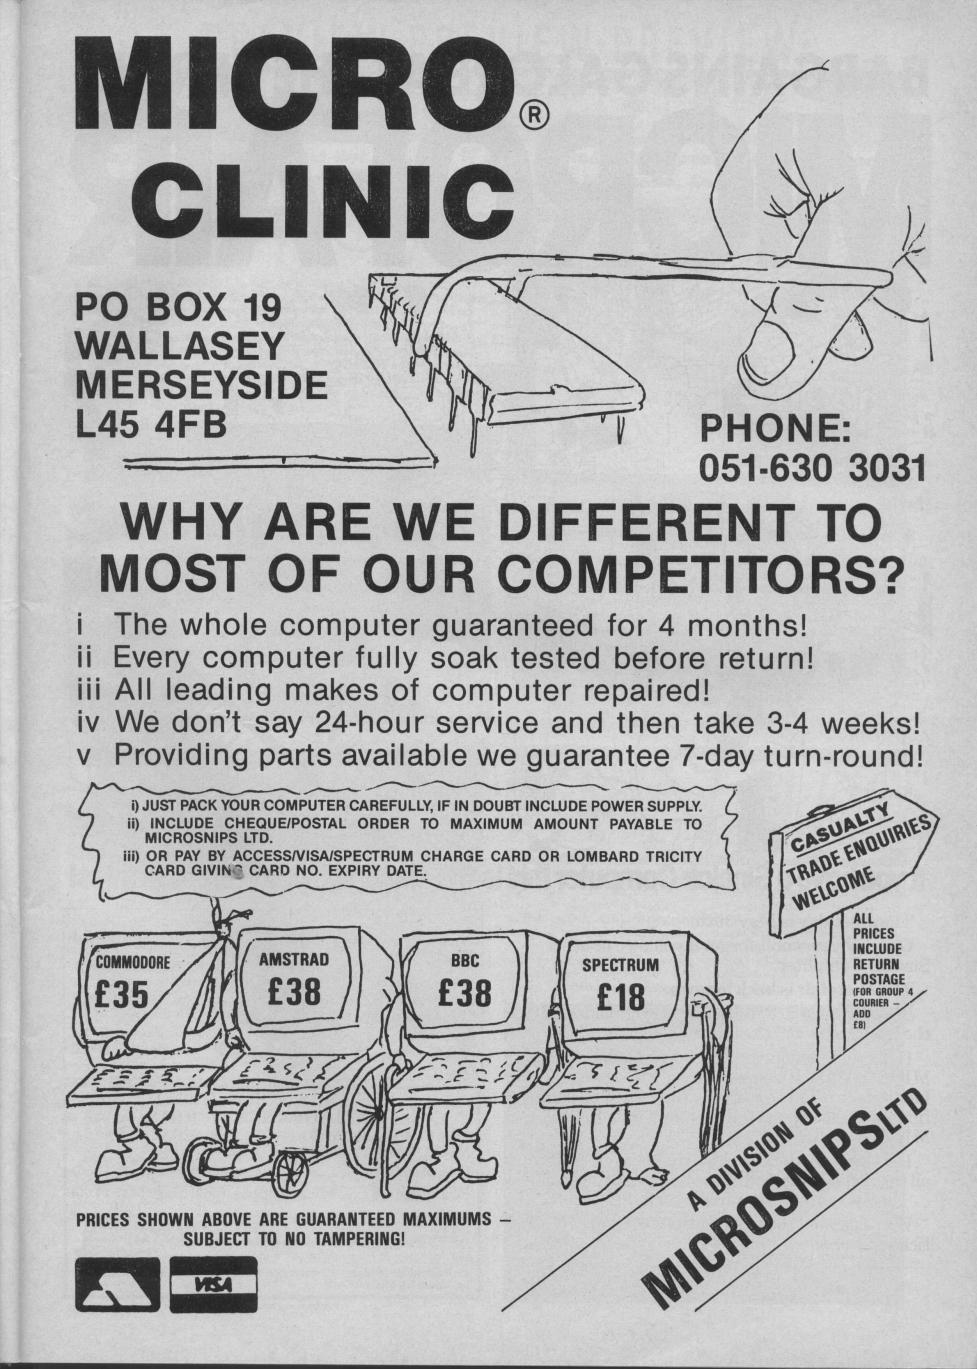 MICRO®
CLINIC
PO BOX 19
WALLASEY
MERSEYSIDE
L45 4FB
PHONE:
051-630 3031
WHY ARE WE DIFFERENT TO
MOST OF OUR COMPETITORS?
i The whole computer guaranteed for 4 months!
ii Every computer fully soak tested before return!
iii All leading makes of computer repaired!
iv We don't say 24-hour service and then take 3-4 weeks!
v Providing parts available we guarantee 7-day turn-round!
i) JUST PACK YOUR COMPUTER CAREFULLY, IF IN DOUBT INCLUDE POWER SUPPLY.
ii) INCLUDE CHEQUE/POSTAL ORDER TO MAXIMUM AMOUNT PAYABLE TO
MICROSNIPS LTD.
iii) OR PAY BY ACCESS/VISA/SPECTRUM CHARGE CARD OR LOMBARD TRICITY
CARD GIVING CARD NO. EXPIRY DATE.
CASUALTY
TRADE ENQUIRIES
WELCOME
ALL
PRICES
INCLUDE
RETURN
POSTAGE
(FOR GROUP 4
COURIER –
ADD
£8)
COMMODORE
£35
AMSTRAD
£38
BBC
£38
SPECTRUM
£18
A DIVISION OF
MICROSNIPS LTD
PRICES SHOWN ABOVE ARE GUARANTEED MAXIMUMS –
SUBJECT TO NO TAMPERING!
VISA